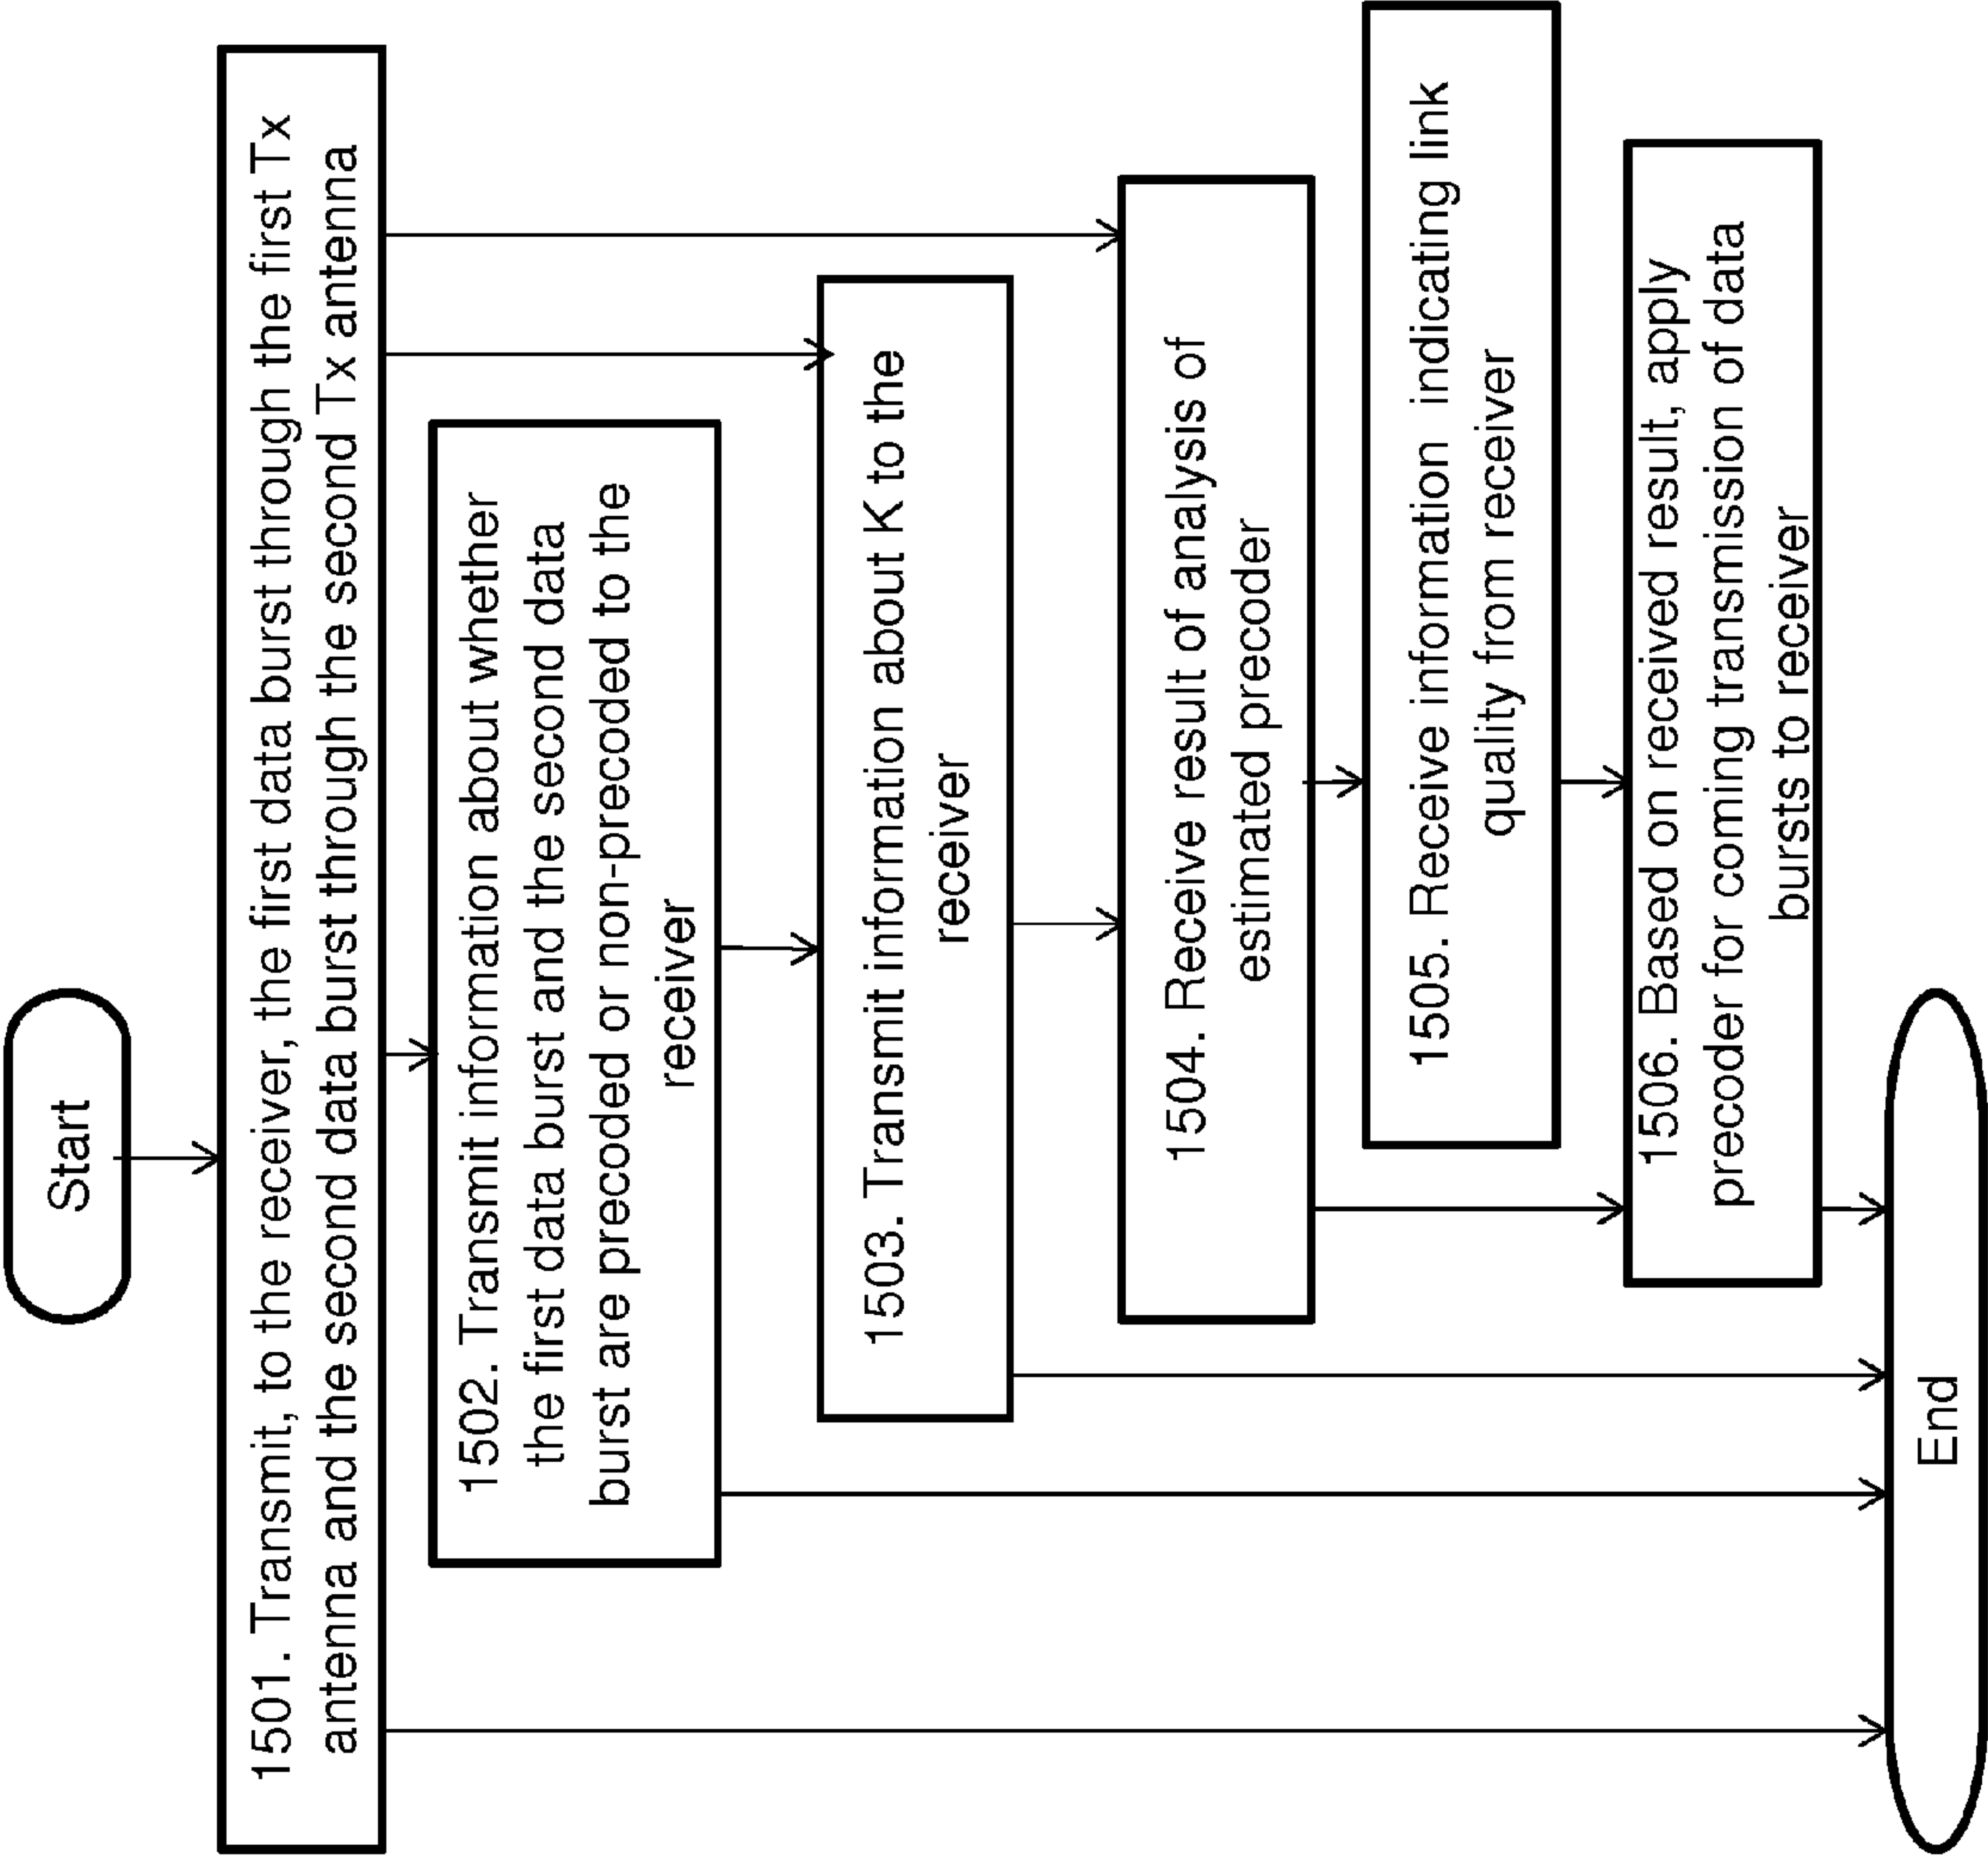 Start
1501. Transmit, to the receiver, the first data burst through the first Tx
antenna and the second data burst through the second Tx antenna
1502. Transmit information about whether
the first data burst and the second data
burst are precoded or non-precoded to the
receiver
1503. Transmit information about K to the
receiver
1504. Receive result of analysis of
estimated precoder
1505. Receive information indicating link
quality from receiver
1506. Based on received result, apply
precoder for coming transmission of data
bursts to receiver
End